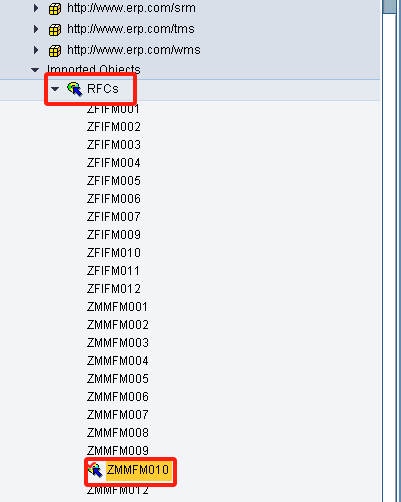 http://www.erp.com/srm
http://www.erp.com/tms
http://www.erp.com/wms
Imported Objects
RFCs
ZFIFM001
ZFIFM002
ZFIFM003
ZFIFM004
ZFIFM005
ZFIFM006
ZFIFM007
ZFIFM009
ZFIFM010
ZFIFM011
ZFIFM012
ZMMFM001
ZMMFM002
ZMMFM003
ZMMFM004
ZMMFM005
ZMMFM006
ZMMFM007
ZMMFM008
ZMMFM009
ZMMFM010
ZMMFM012